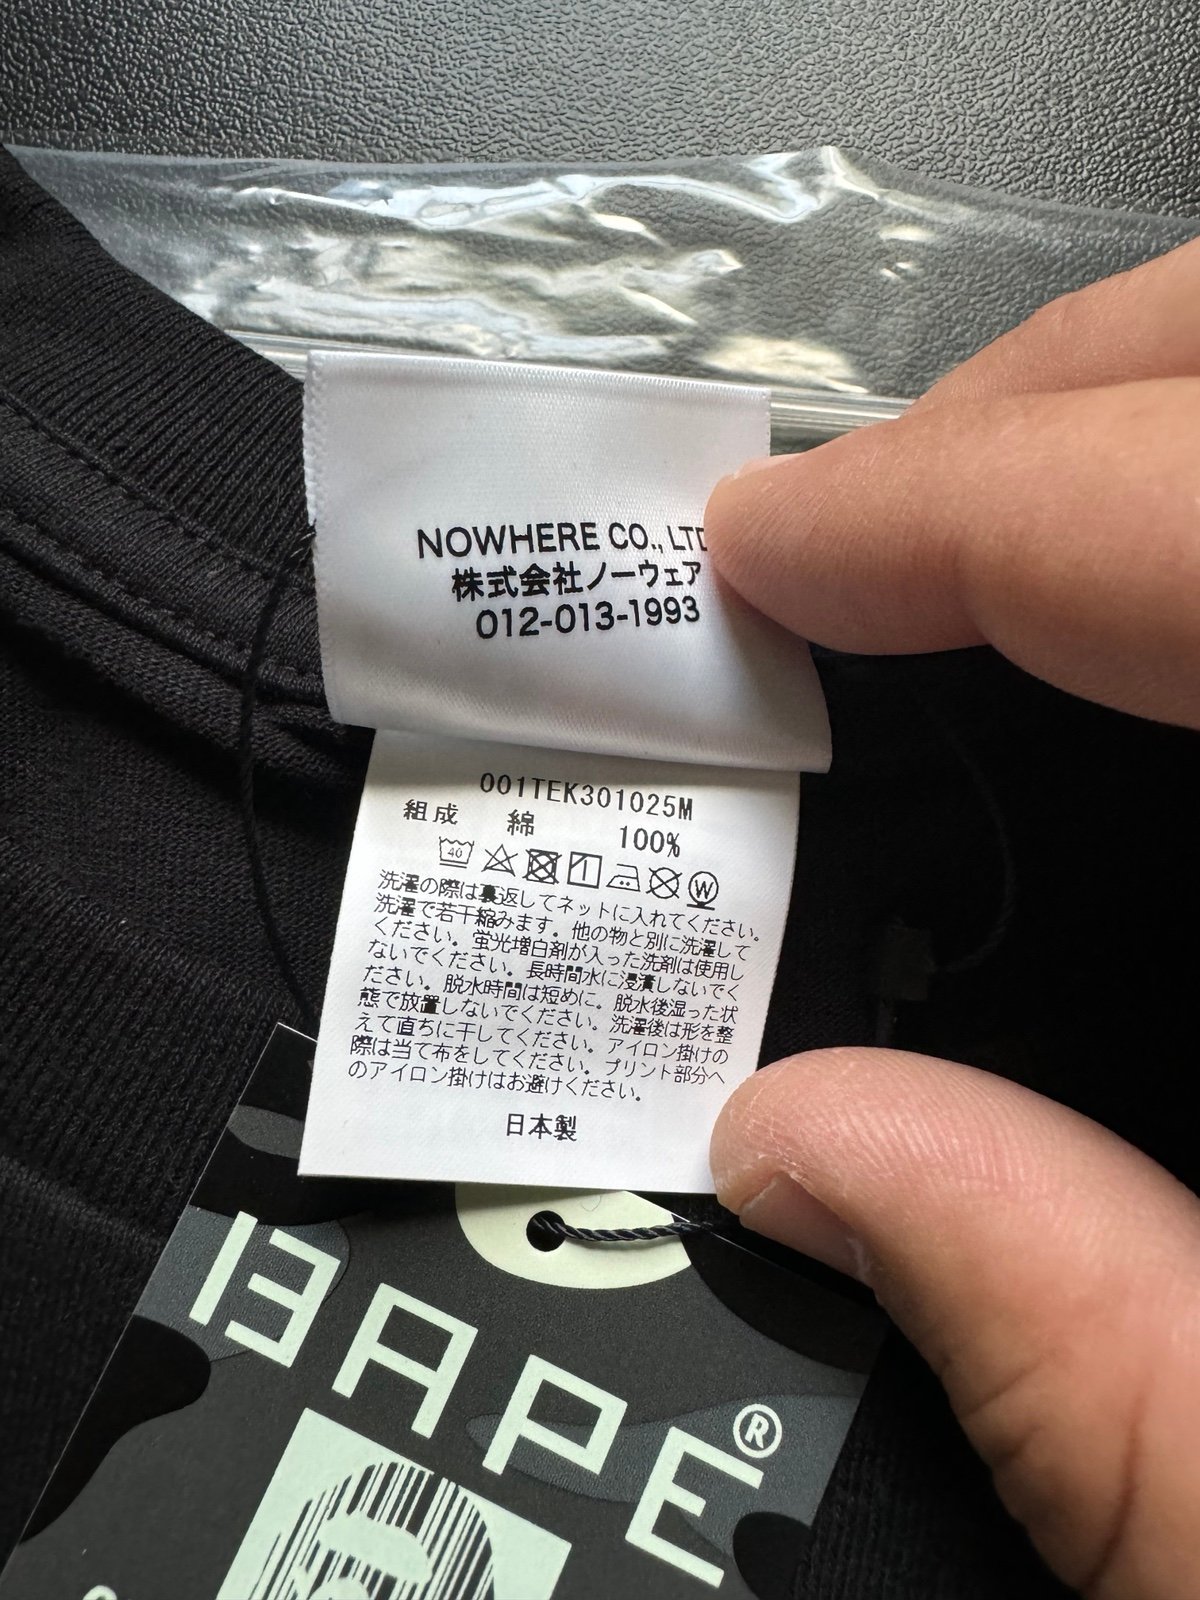 NOWHERE CO., LTD
株式会社ノーウェア
012-013-1993
001TEK301025M
組成 綿 100%
40 W
洗濯の際は裏返してネットに入れてください。
洗濯で若干縮みます。他の物と別に洗濯して
ください。蛍光増白剤が入った洗剤は使用し
ないでください。長時間水に浸漬しないでく
ださい。脱水時間は短めに。脱水後湿った状
態で放置しないでください。洗濯後は形を整
えて直ちに干してください。アイロン掛けの
際は当て布をしてください。プリント部分へ
のアイロン掛けはお避けください。
日本製
BAPE®